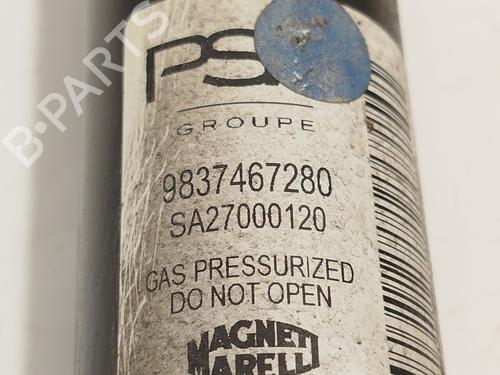 PS
GROUPE
9837467280
SA27000120
GAS PRESSURIZED
DO NOT OPEN
MAGNETI
MARELLI
B-PARTS